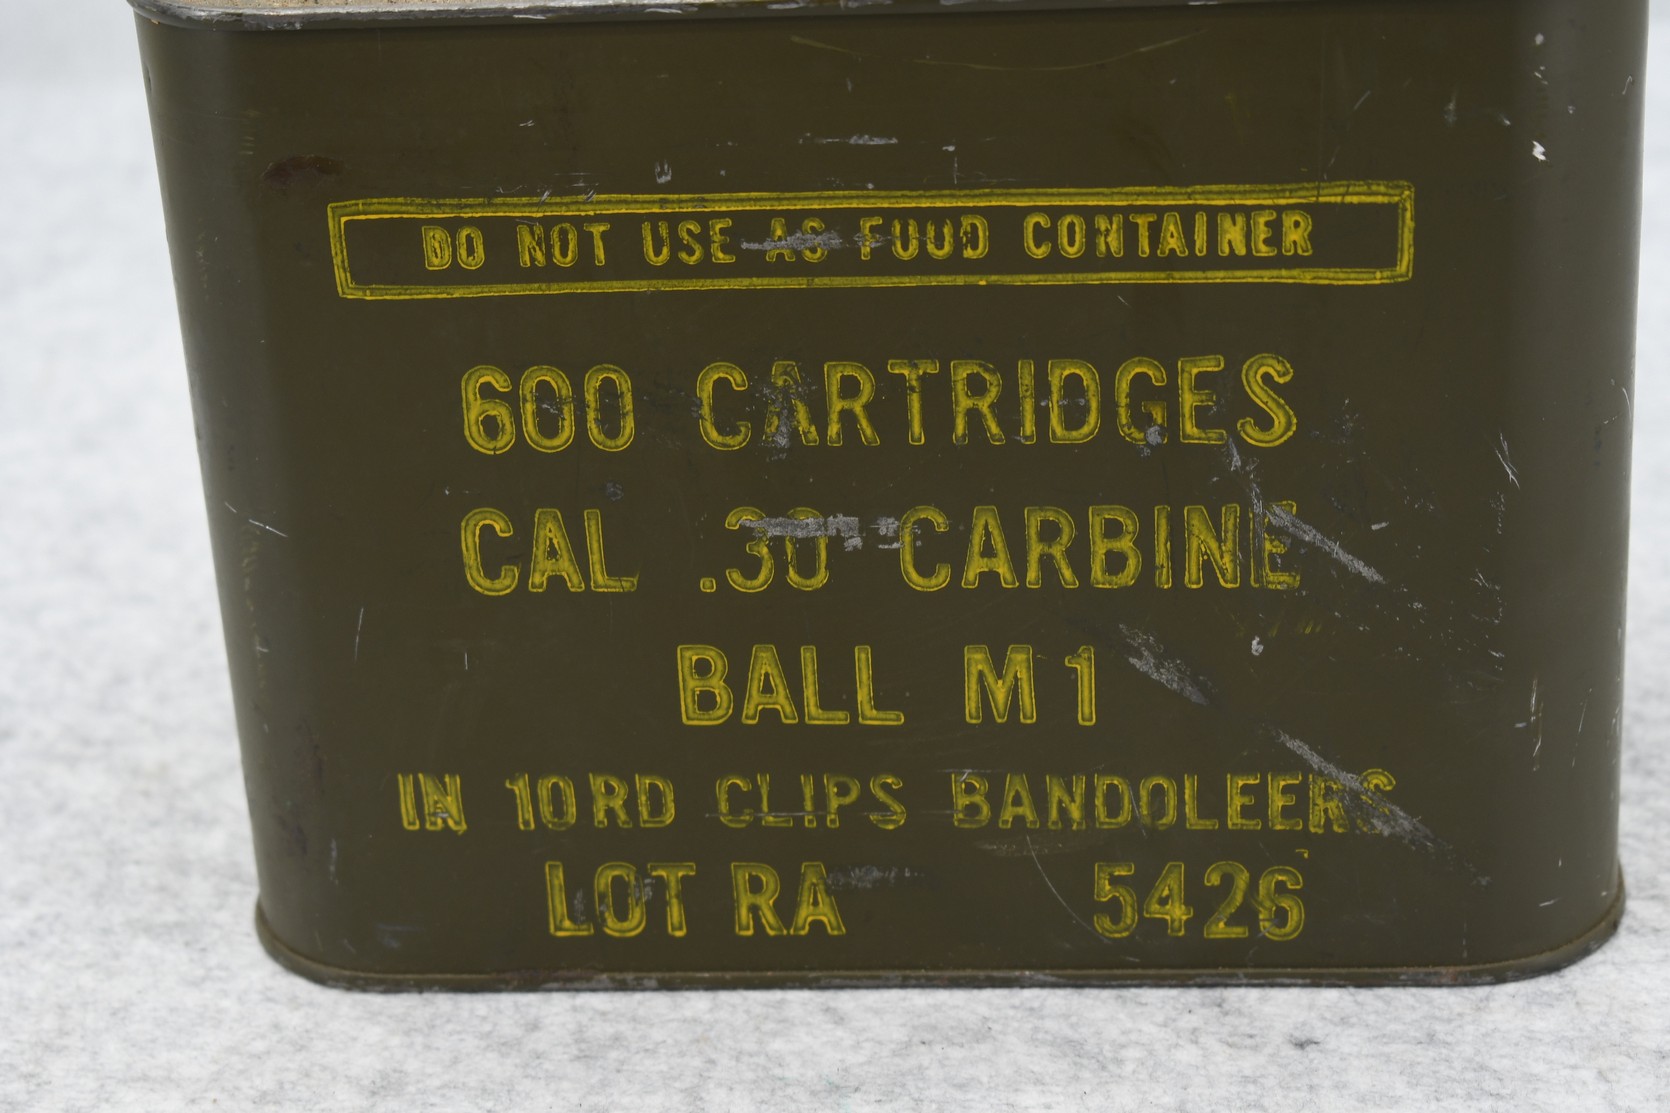 DO NOT USE AS FOOD CONTAINER
600 CARTRIDGES
CAL .30 CARBINE
BALL M1
IN 10RD CLIPS BANDOLEERS
LOT RA 5426